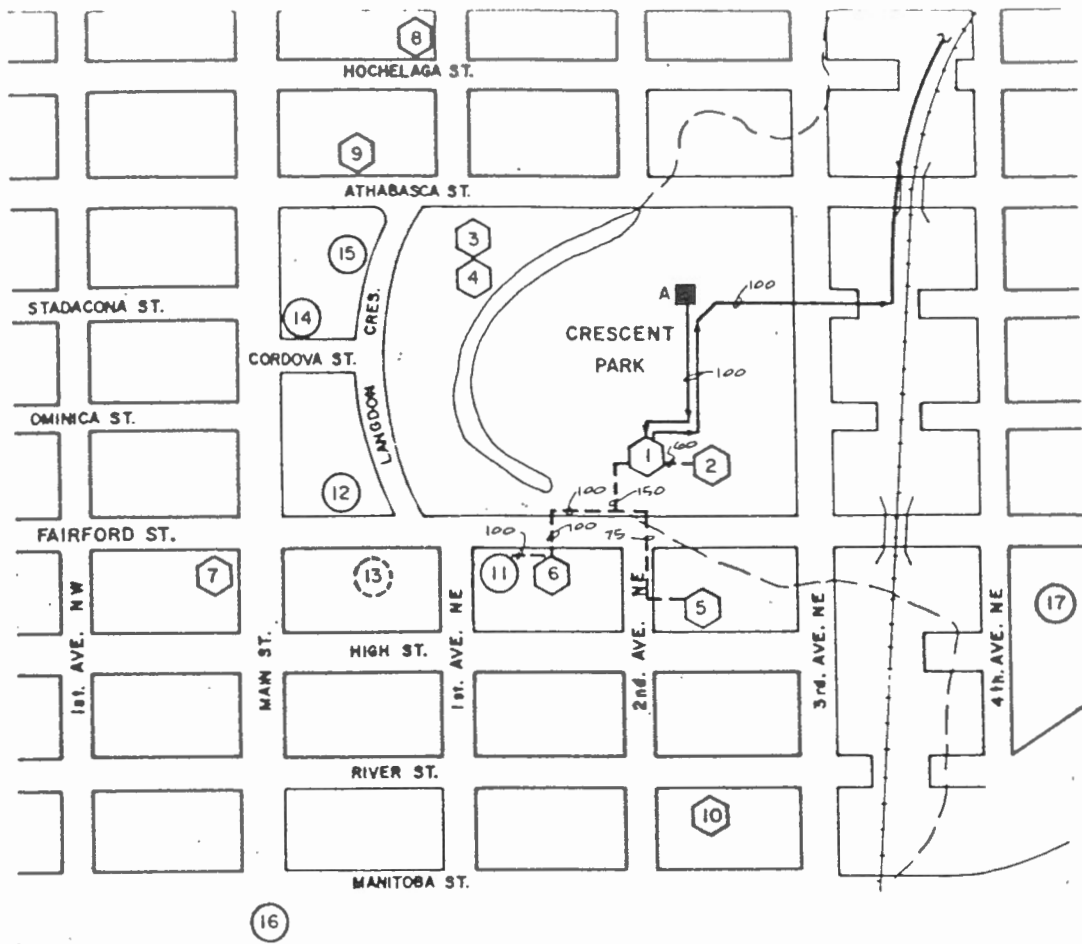 8
HOCHELAGA ST.
9
ATHABASCA ST.
3
15
4
A
100
STADACONA ST.
14
CRES.
CRESCENT
PARK
CORDOVA ST.
100
LANGDON
OMINICA ST.
1
60
2
12
150
100
FAIRFORD ST.
100
100
75
7
13
11
6
5
17
1st. AVE. NW
MAIN ST.
HIGH ST.
1st. AVE. NE
2nd. AVE. NE
3rd. AVE. NE
4th. AVE. NE
RIVER ST.
10
MANITOBA ST.
16